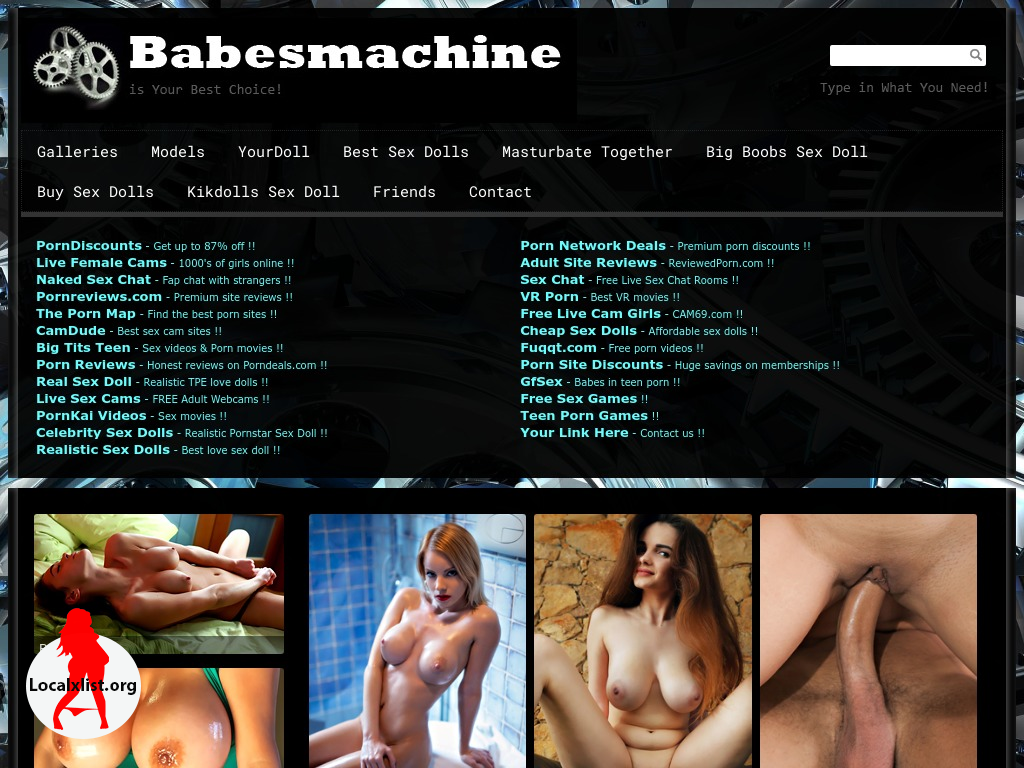 Babesmachine
is Your Best Choice!
Type in What You Need!
Galleries Models YourDoll Best Sex Dolls Masturbate Together Big Boobs Sex Doll
Buy Sex Dolls Kikdolls Sex Doll Friends Contact
PornDiscounts - Get up to 87% off !!
Live Female Cams - 1000's of girls online !!
Naked Sex Chat - Fap chat with strangers !!
Pornreviews.com - Premium site reviews !!
The Porn Map - Find the best porn sites !!
CamDude - Best sex cam sites !!
Big Tits Teen - Sex videos & Porn movies !!
Porn Reviews - Honest reviews on Porndeals.com !!
Real Sex Doll - Realistic TPE love dolls !!
Live Sex Cams - FREE Adult Webcams !!
PornKai Videos - Sex movies !!
Celebrity Sex Dolls - Realistic Pornstar Sex Doll !!
Realistic Sex Dolls - Best love sex doll !!
Porn Network Deals - Premium porn discounts !!
Adult Site Reviews - ReviewedPorn.com !!
Sex Chat - Free Live Sex Chat Rooms !!
VR Porn - Best VR movies !!
Free Live Cam Girls - CAM69.com !!
Cheap Sex Dolls - Affordable sex dolls !!
Fuqqt.com - Free porn videos !!
Porn Site Discounts - Huge savings on memberships !!
GfSex - Babes in teen porn !!
Free Sex Games !!
Teen Porn Games !!
Your Link Here - Contact us !!
Localxlist.org